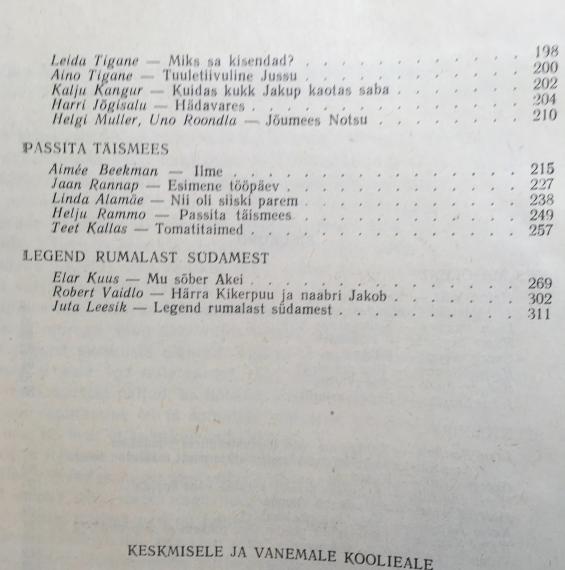 Leida Tigane — Miks sa kisendad? . . . . . . . . . . . 198
Aino Tigane — Tuuletiivuline Jussu . . . . . . . . . . . 200
Kalju Kangur — Kuidas kukk Jakup kaotas saba . . . . . . . 202
Harri Jõgisalu — Hädavares . . . . . . . . . . . . . 204
Helgi Muller, Uno Roondla — Jõumees Notsu . . . . . . . . 210
PASSITA TÄISMEES
Aimée Beekman — Ilme . . . . . . . . . . . . . . 215
Jaan Rannap — Esimene tööpäev . . . . . . . . . . . . 227
Linda Alamäe — Nii oli siiski parem . . . . . . . . . . . 238
Helju Rammo — Passita täismees . . . . . . . . . . . 249
Teet Kallas — Tomatitaimed . . . . . . . . . . . . . 257
LEGEND RUMALAST SÜDAMEST
Elar Kuus — Mu sõber Akei . . . . . . . . . . . . . 269
Robert Vaidlo — Härra Kikerpuu ja naabri Jakob . . . . . . . 302
Juta Leesik — Legend rumalast südamest . . . . . . . . . 311
KESKMISELE JA VANEMALE KOOLIEALE